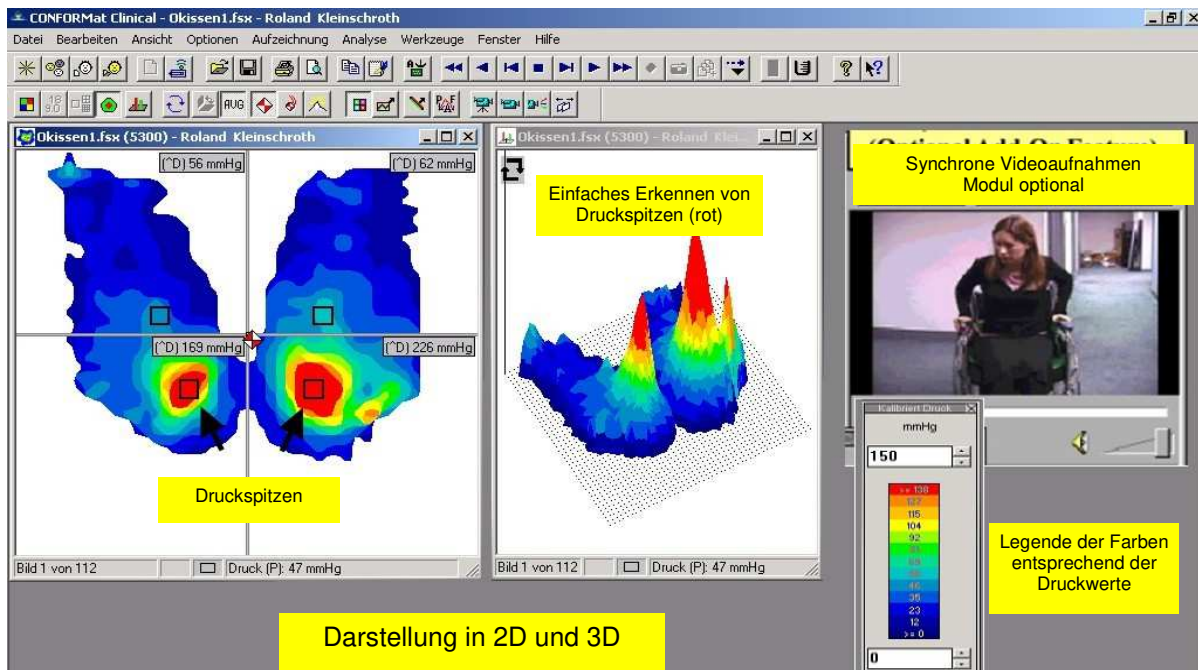 CONFORMat Clinical - Okissen1.fsx - Roland Kleinschroth
Datei Bearbeiten Ansicht Optionen Aufzeichnung Analyse Werkzeuge Fenster Hilfe
AVG
Okissen1.fsx (5300) - Roland Kleinschroth
(^D) 56 mmHg
(^D) 62 mmHg
(^D) 169 mmHg
(^D) 226 mmHg
Druckspitzen
Bild 1 von 112
Druck (P): 47 mmHg
Okissen1.fsx (5300) - Roland
Einfaches Erkennen von
Druckspitzen (rot)
Bild 1 von 112
Druck (P): 47 mmHg
(Optional Add-On Feature)
Synchrone Videoaufnahmen
Modul optional
Kalibriert Druck
mmHg
150
>= 138
127
115
104
92
46
35
23
12
>= 0
0
Legende der Farben
entsprechend der
Druckwerte
Darstellung in 2D und 3D